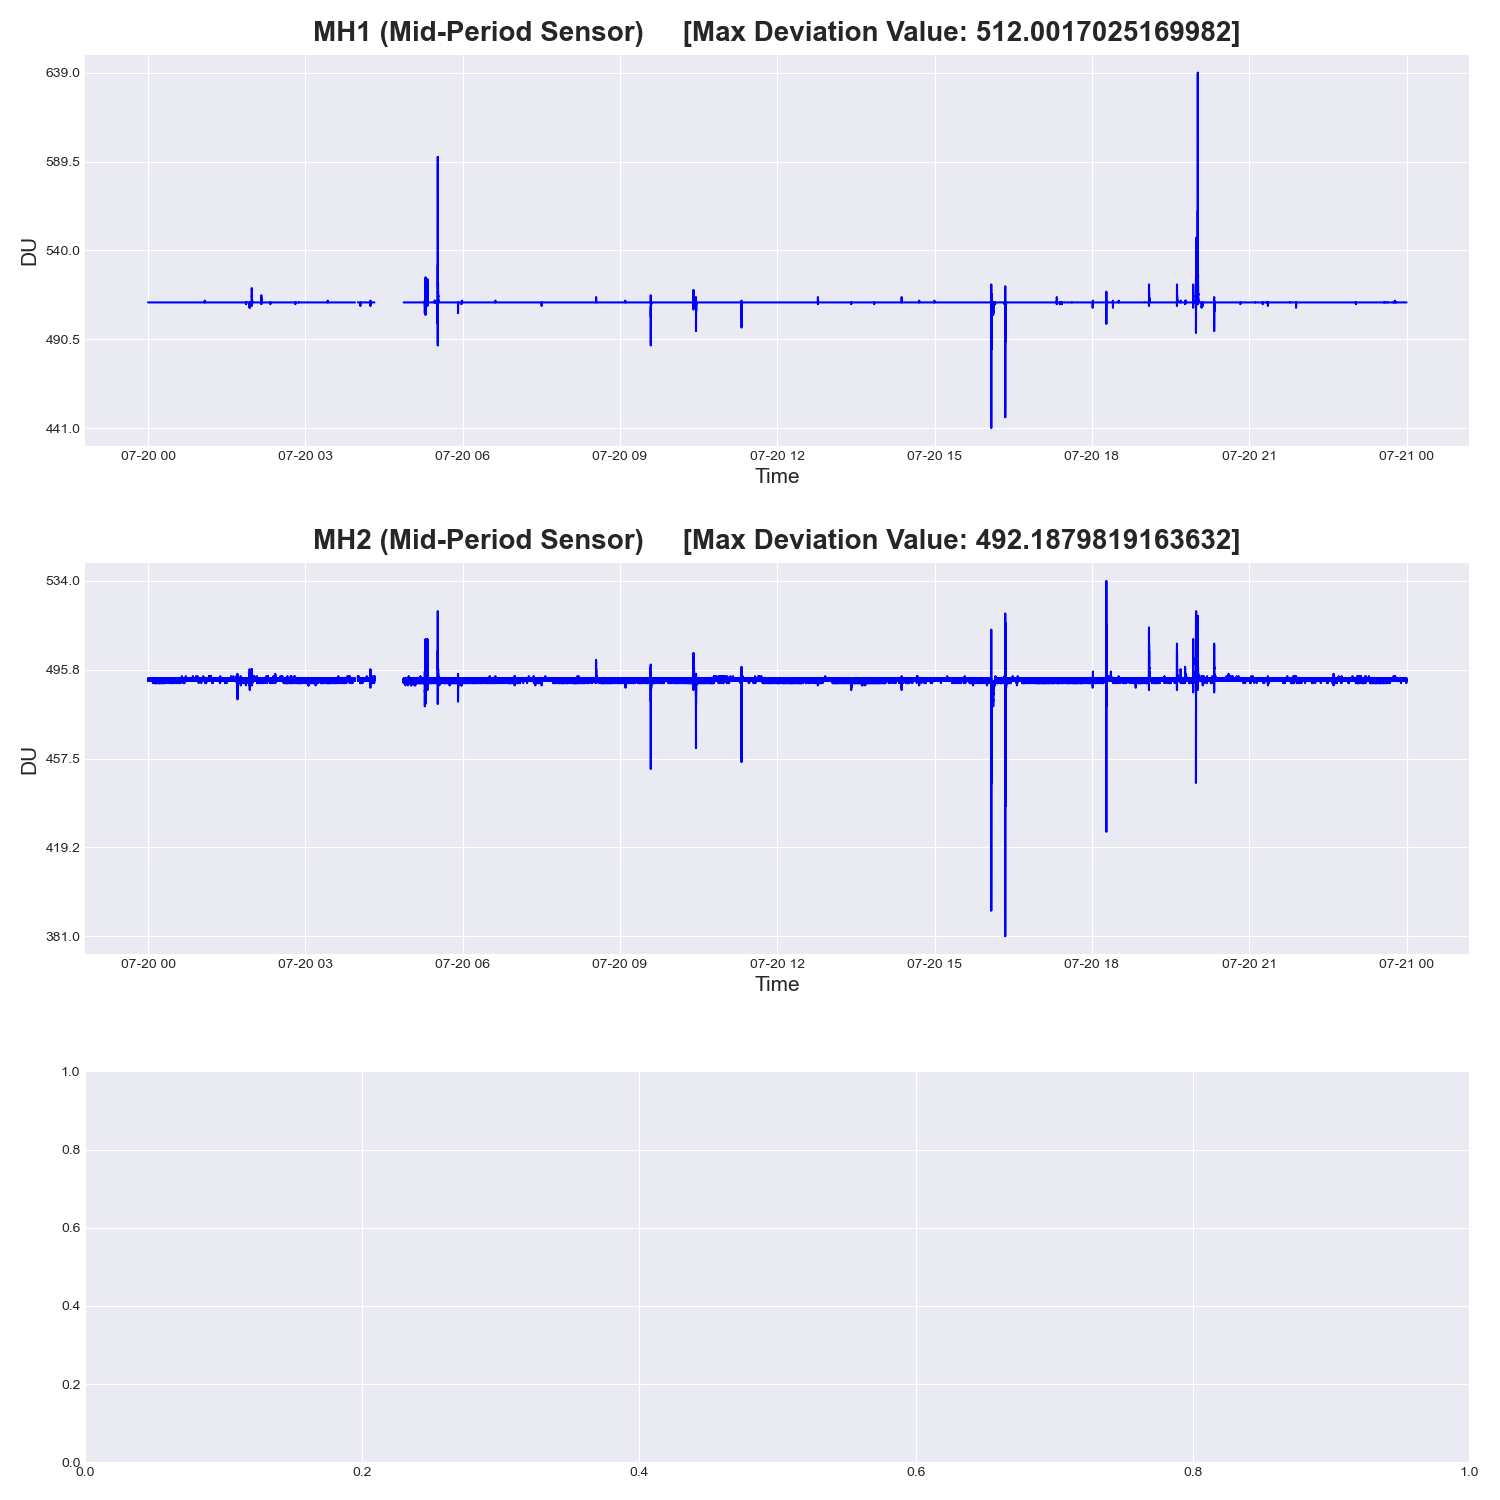 MH1 (Mid-Period Sensor) [Max Deviation Value: 512.0017025169982]
639.0
589.5
540.0
490.5
441.0
DU
07-20 00 07-20 03 07-20 06 07-20 09 07-20 12 07-20 15 07-20 18 07-20 21 07-21 00
Time
MH2 (Mid-Period Sensor) [Max Deviation Value: 492.1879819163632]
534.0
495.8
457.5
419.2
381.0
DU
07-20 00 07-20 03 07-20 06 07-20 09 07-20 12 07-20 15 07-20 18 07-20 21 07-21 00
Time
1.0
0.8
0.6
0.4
0.2
0.0
0.0 0.2 0.4 0.6 0.8 1.0